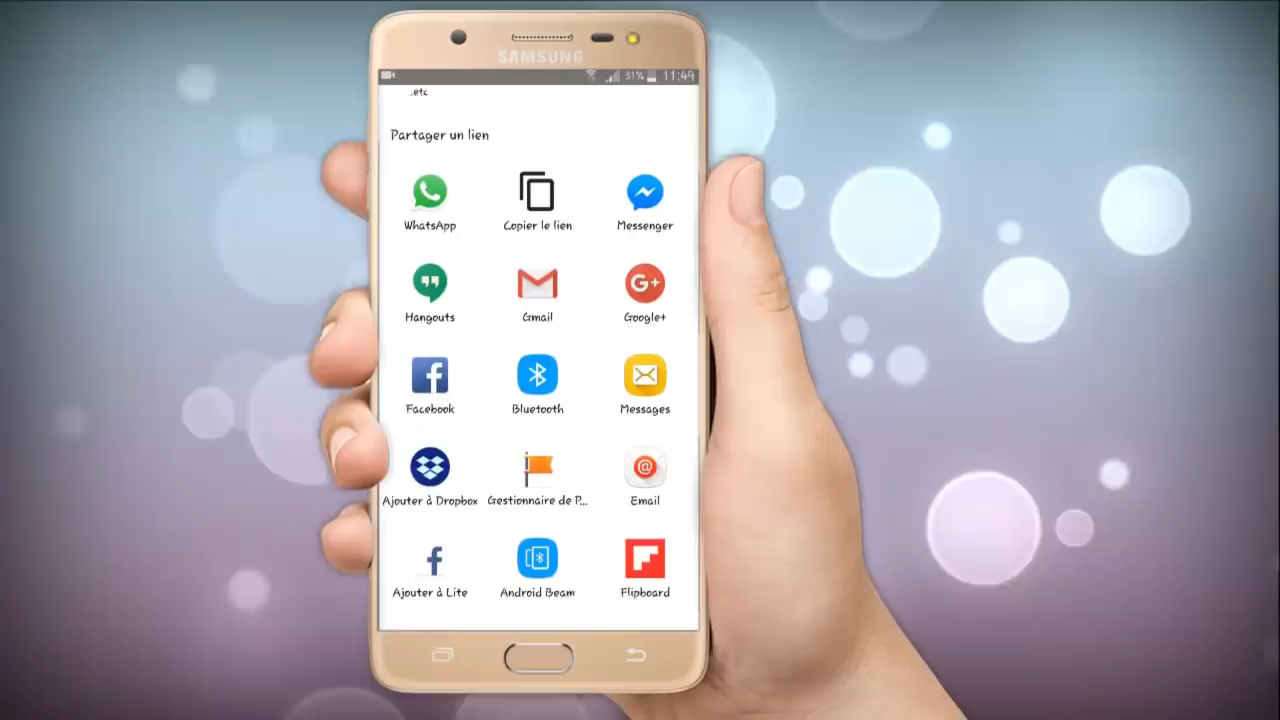 SAMSUNG
31% 11:49
..etc
Partager un lien
WhatsApp Copier le lien Messenger
Hangouts Gmail Google+
Facebook Bluetooth Messages
Ajouter à Dropbox Gestionnaire de P... Email
Ajouter à Lite Android Beam Flipboard